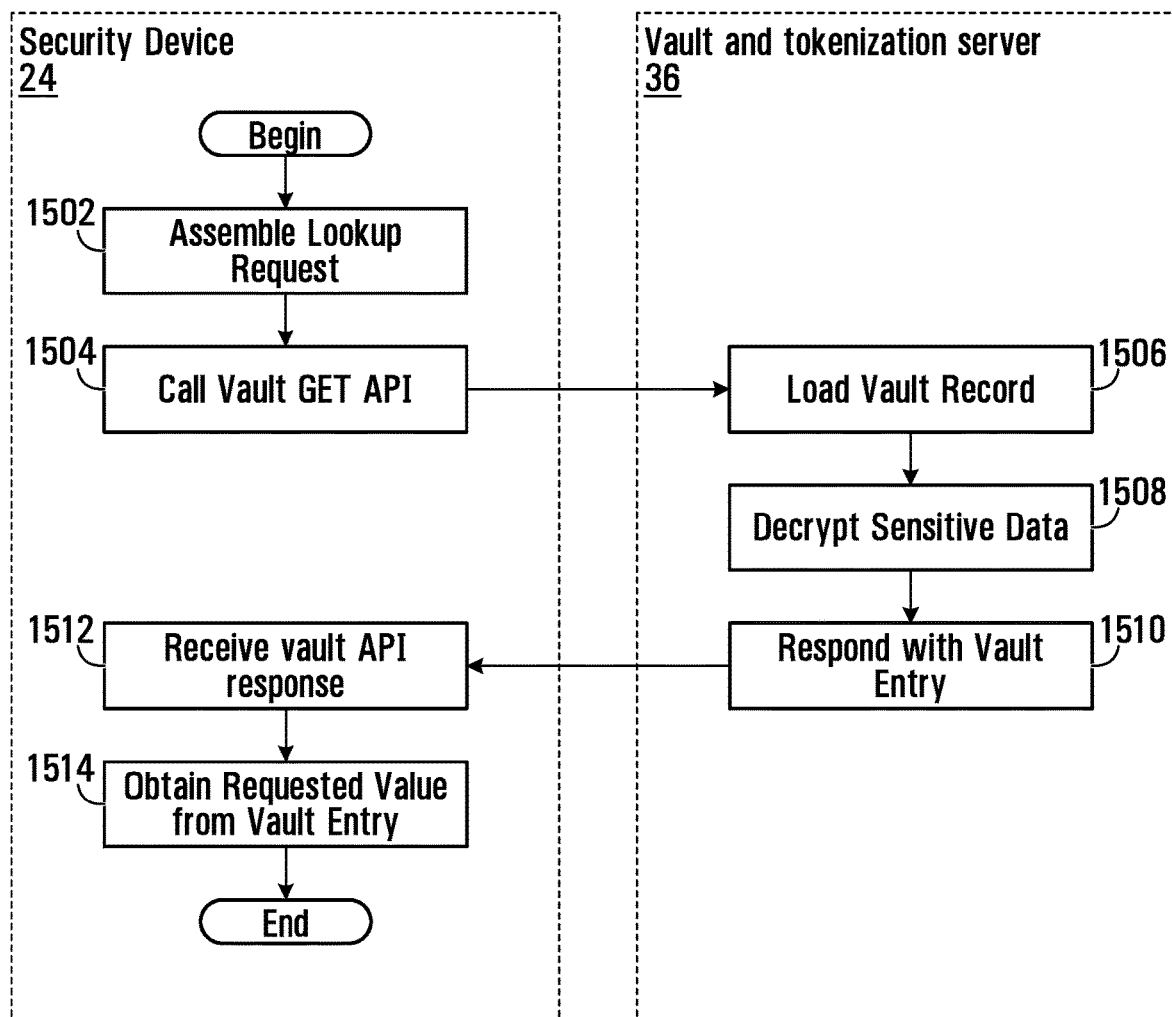 Security Device
24
Begin
1502
Assemble Lookup
Request
1504
Call Vault GET API
1512
Receive vault API
response
1514
Obtain Requested Value
from Vault Entry
End
Vault and tokenization server
36
1506
Load Vault Record
1508
Decrypt Sensitive Data
1510
Respond with Vault
Entry